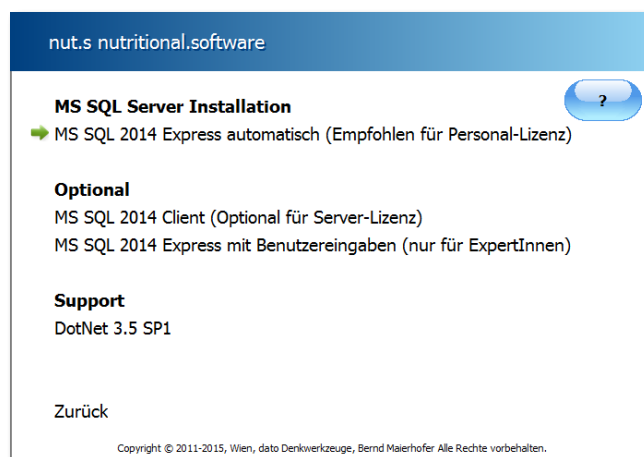 nut.s nutritional.software
?
MS SQL Server Installation
MS SQL 2014 Express automatisch (Empfohlen für Personal-Lizenz)
Optional
MS SQL 2014 Client (Optional für Server-Lizenz)
MS SQL 2014 Express mit Benutzereingaben (nur für ExpertInnen)
Support
DotNet 3.5 SP1
Zurück
Copyright © 2011-2015, Wien, dato Denkwerkzeuge, Bernd Maierhofer Alle Rechte vorbehalten.